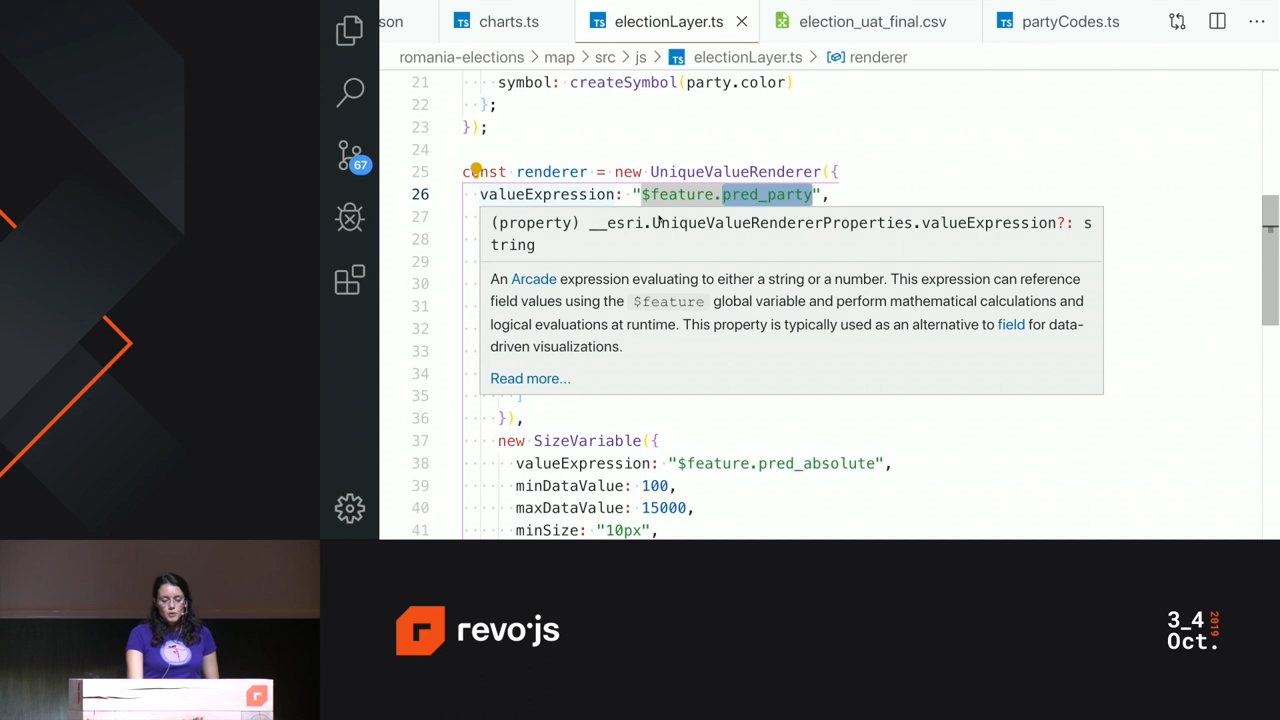 son
charts.ts
electionLayer.ts
election_uat_final.csv
partyCodes.ts
romania-elections > map > src > js > TS electionLayer.ts > renderer
21 symbol: createSymbol(party.color)
22 };
23 });
24
25 const renderer = new UniqueValueRenderer({
26 valueExpression: "$feature.pred_party",
27
28
29
30
31
32
33
34
35 ]
36 }),
37 new SizeVariable({
38 valueExpression: "$feature.pred_absolute",
39 minDataValue: 100,
40 maxDataValue: 15000,
41 minSize: "10px",
(property) __esri.UniqueValueRendererProperties.valueExpression?: s
tring
An Arcade expression evaluating to either a string or a number. This expression can reference
field values using the $feature global variable and perform mathematical calculations and
logical evaluations at runtime. This property is typically used as an alternative to field for data-
driven visualizations.
Read more...
67
r revo·js
3_4 2019
Oct.